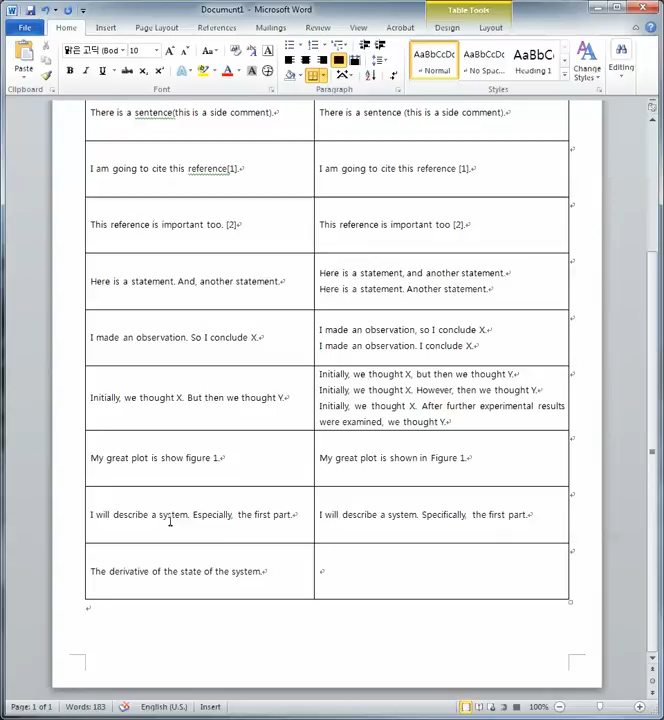 Document1 - Microsoft Word
Table Tools
File Home Insert Page Layout References Mailings Review View Acrobat Design Layout
맑은 고딕 (Bod 10
Paste
Clipboard Font Paragraph Styles
AaBbCcDc AaBbCcDc AaBbC
Normal No Spac... Heading 1
Change Styles
Editing
There is a sentence(this is a side comment).
There is a sentence (this is a side comment).
I am going to cite this reference[1].
I am going to cite this reference [1].
This reference is important too. [2]
This reference is important too [2].
Here is a statement. And, another statement.
Here is a statement, and another statement.
Here is a statement. Another statement.
I made an observation. So I conclude X.
I made an observation, so I conclude X.
I made an observation. I conclude X.
Initially, we thought X. But then we thought Y.
Initially, we thought X, but then we thought Y.
Initially, we thought X. However, then we thought Y.
Initially, we thought X. After further experimental results
were examined, we thought Y.
My great plot is show figure 1.
My great plot is shown in Figure 1.
I will describe a system. Especially, the first part.
I will describe a system. Specifically, the first part.
The derivative of the state of the system.
Page: 1 of 1 Words: 183 English (U.S.) Insert 100%